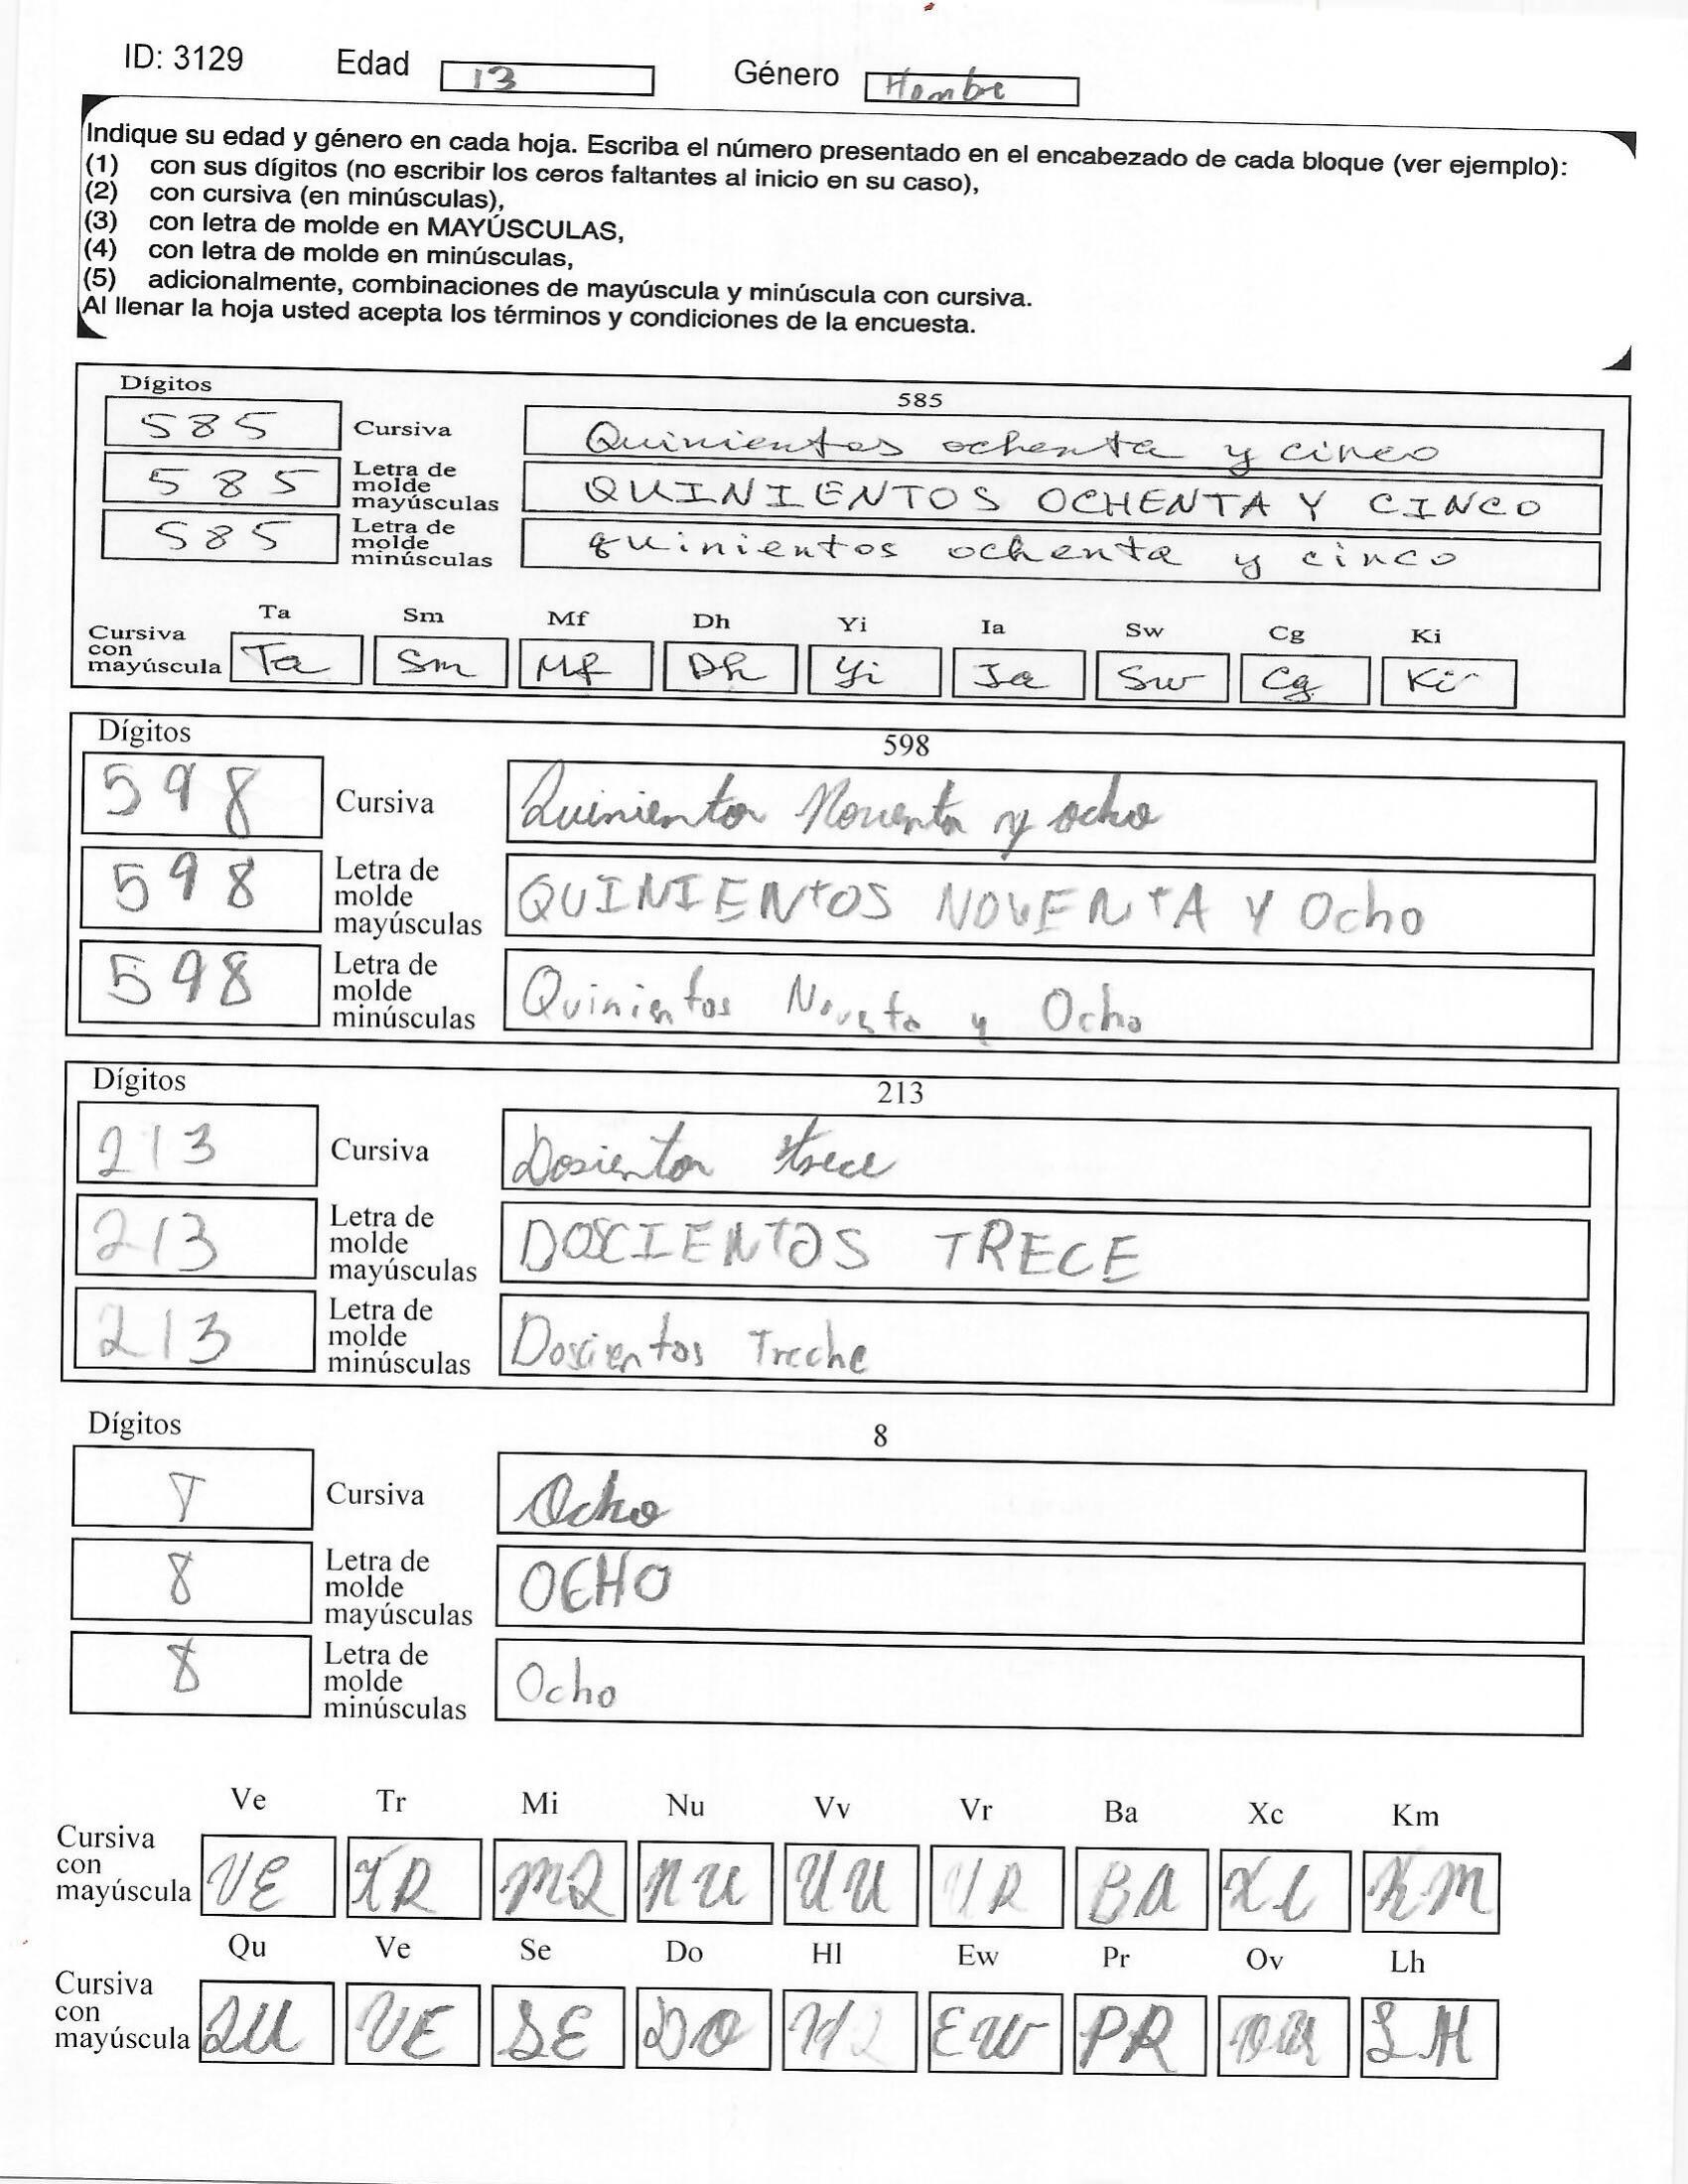 ID: 3129 Edad 13 Género Hombe
Indique su edad y género en cada hoja. Escriba el número presentado en el encabezado de cada bloque (ver ejemplo):
(1) con sus dígitos (no escribir los ceros faltantes al inicio en su caso),
(2) con cursiva (en minúsculas),
(3) con letra de molde en MAYÚSCULAS,
(4) con letra de molde en minúsculas,
(5) adicionalmente, combinaciones de mayúscula y minúscula con cursiva.
Al llenar la hoja usted acepta los términos y condiciones de la encuesta.
Dígitos 585
585 Cursiva Quinientos ochenta y cinco
585 Letra de molde mayúsculas QUINIENTOS OCHENTA Y CINCO
585 Letra de molde minúsculas quinientos ochenta y cinco
Ta Sm Mf Dh Yi Ia Sw Cg Ki
Cursiva con mayúscula Ta Sm Mf Dh Yi Ia Sw Cg Ki
Dígitos 598
598 Cursiva Quinientos Noventa y ocho
598 Letra de molde mayúsculas QUINIENtOS NOVENtA Y Ocho
598 Letra de molde minúsculas Quinientos Noventa y Ocho
Dígitos 213
213 Cursiva Dosientos trece
213 Letra de molde mayúsculas DOSCIENTOS TRECE
213 Letra de molde minúsculas Doscientos Treche
Dígitos 8
8 Cursiva Ocho
8 Letra de molde mayúsculas OCHO
8 Letra de molde minúsculas Ocho
Ve Tr Mi Nu Vv Vr Ba Xc Km
Cursiva con mayúscula VE TR MI NU VV VR BA XC KM
Qu Ve Se Do Hl Ew Pr Ov Lh
Cursiva con mayúscula QU VE SE DO HL EW PR OV LH